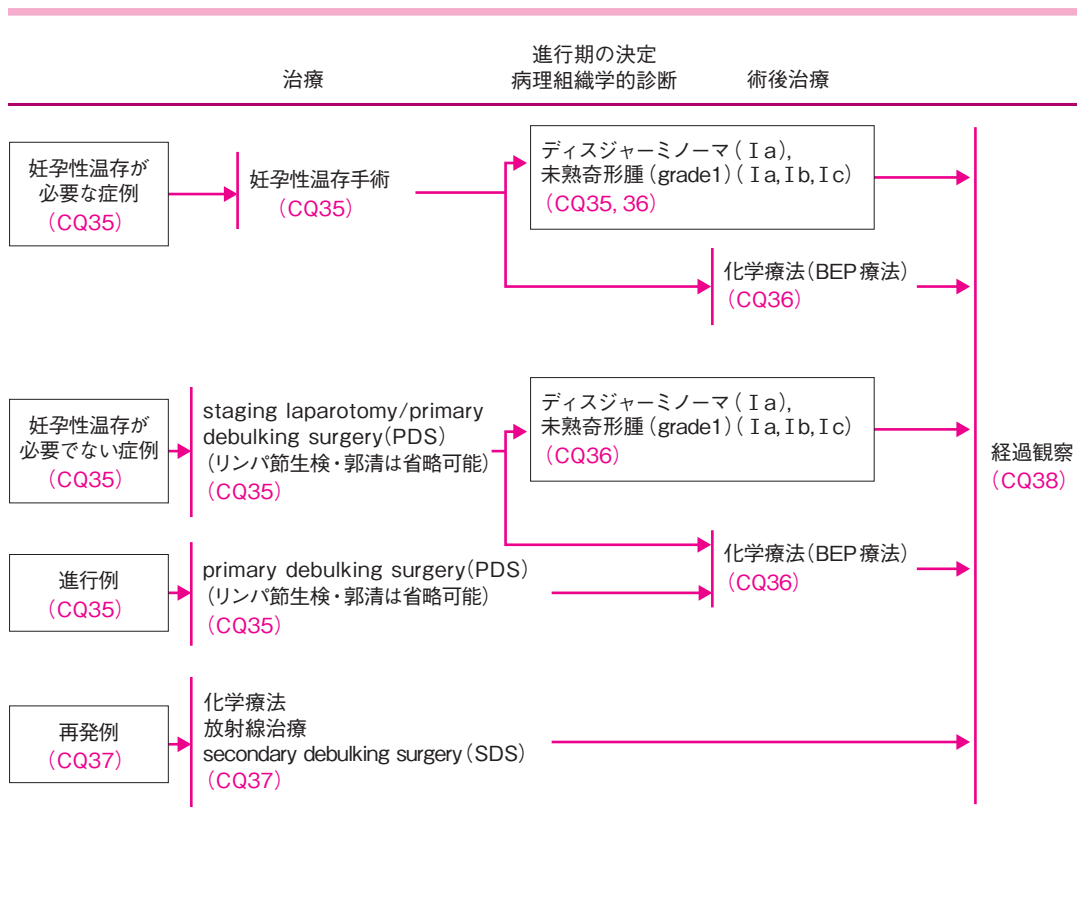 治療
進行期の決定
病理組織学的診断
術後治療
妊孕性温存が
必要な症例
(CQ35)
妊孕性温存手術
(CQ35)
ディスジャーミノーマ(Ⅰa),
未熟奇形腫(grade1)(Ⅰa,Ⅰb,Ⅰc)
(CQ35, 36)
化学療法(BEP療法)
(CQ36)
妊孕性温存が
必要でない症例
(CQ35)
staging laparotomy/primary
debulking surgery(PDS)
(リンパ節生検・郭清は省略可能)
(CQ35)
ディスジャーミノーマ(Ⅰa),
未熟奇形腫(grade1)(Ⅰa,Ⅰb,Ⅰc)
(CQ36)
化学療法(BEP療法)
(CQ36)
進行例
(CQ35)
primary debulking surgery(PDS)
(リンパ節生検・郭清は省略可能)
(CQ35)
再発例
(CQ37)
化学療法
放射線治療
secondary debulking surgery(SDS)
(CQ37)
経過観察
(CQ38)